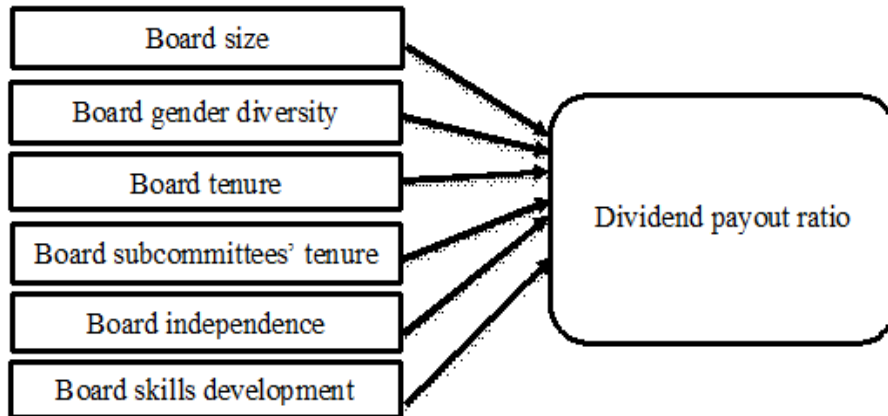 Board size
Board gender diversity
Board tenure
Board subcommittees’ tenure
Board independence
Board skills development
Dividend payout ratio